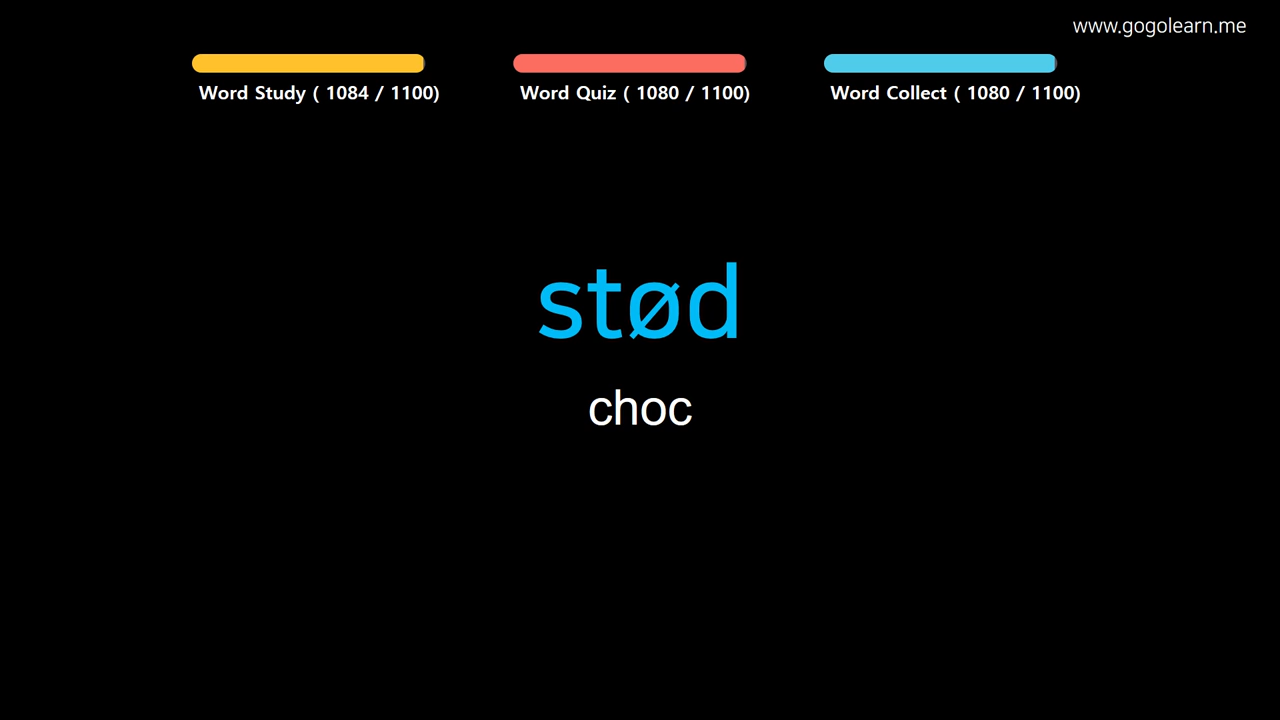 www.gogolearn.me
Word Study ( 1084 / 1100)
Word Quiz ( 1080 / 1100)
Word Collect ( 1080 / 1100)
stød
choc